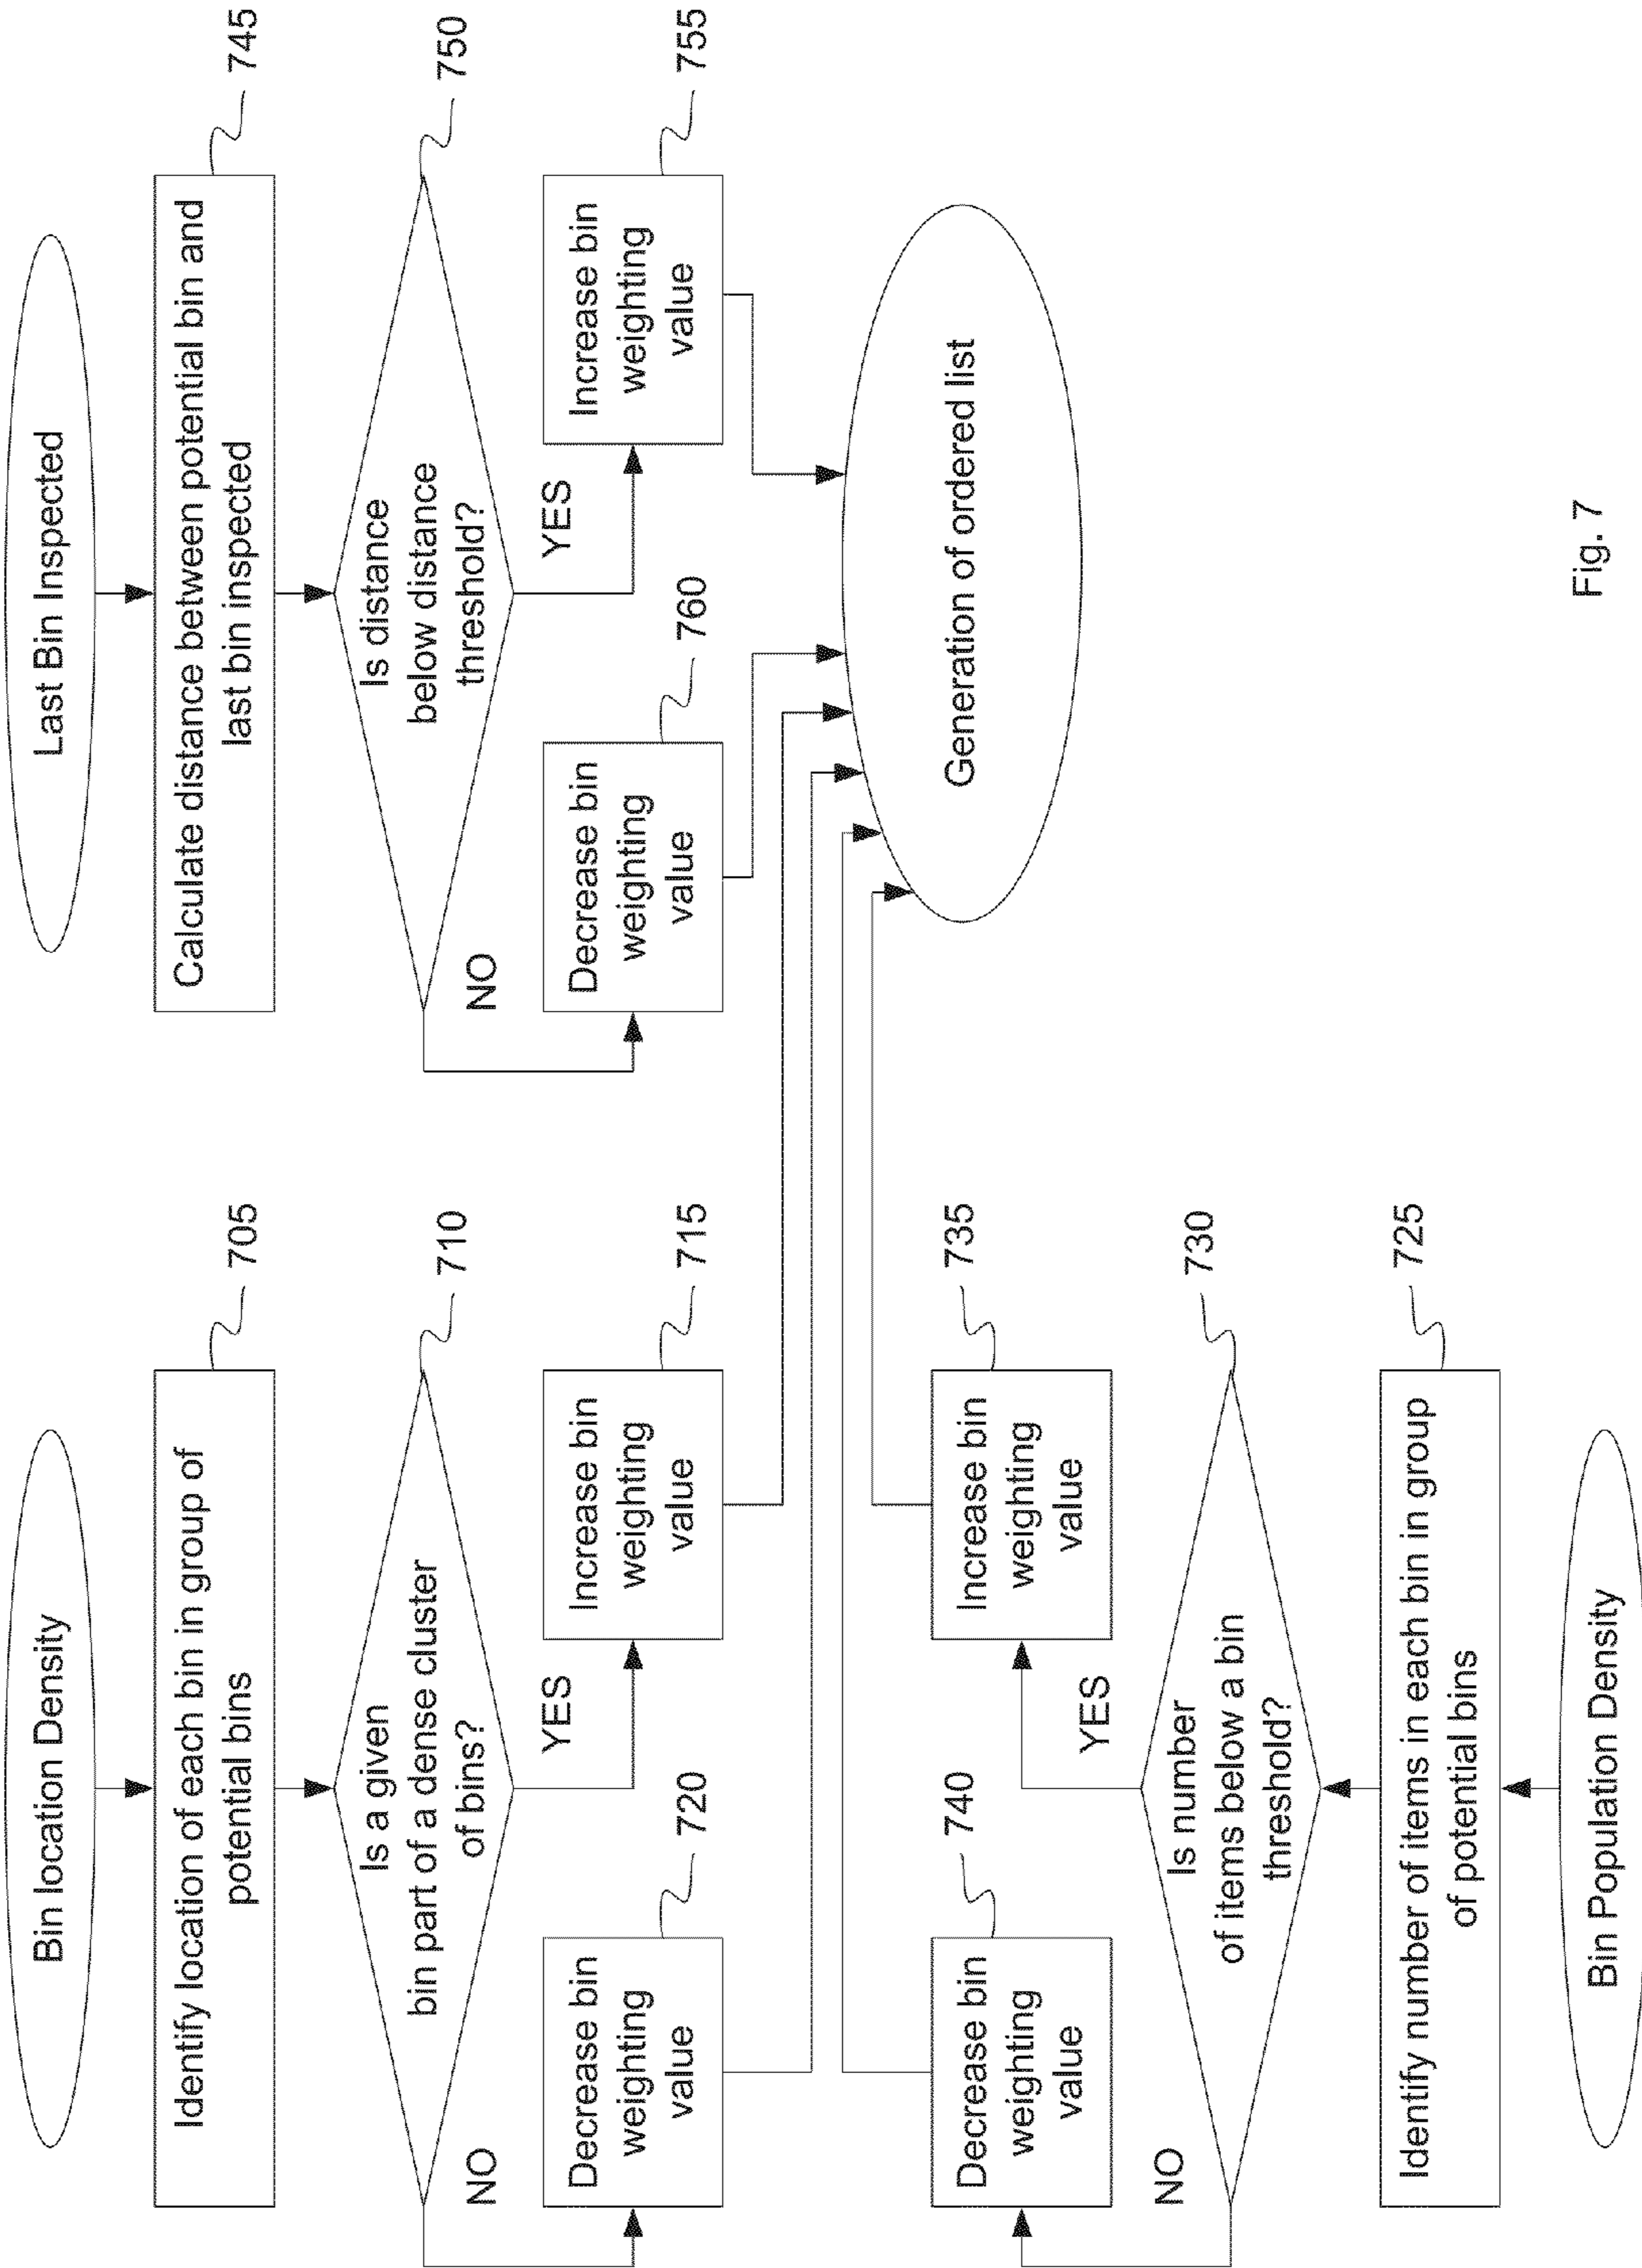 Bin location Density
Identify location of each bin in group of
potential bins
705
Is a given
bin part of a dense cluster
of bins?
710
NO
YES
Decrease bin
weighting
value
720
Increase bin
weighting
value
715
Last Bin Inspected
Calculate distance between potential bin and
last bin inspected
745
Is distance
below distance
threshold?
750
NO
YES
Decrease bin
weighting
value
760
Increase bin
weighting
value
755
Decrease bin
weighting
value
740
Increase bin
weighting
value
735
NO
YES
Is number
of items below a bin
threshold?
730
Identify number of items in each bin in group
of potential bins
725
Bin Population Density
Generation of ordered list
Fig. 7